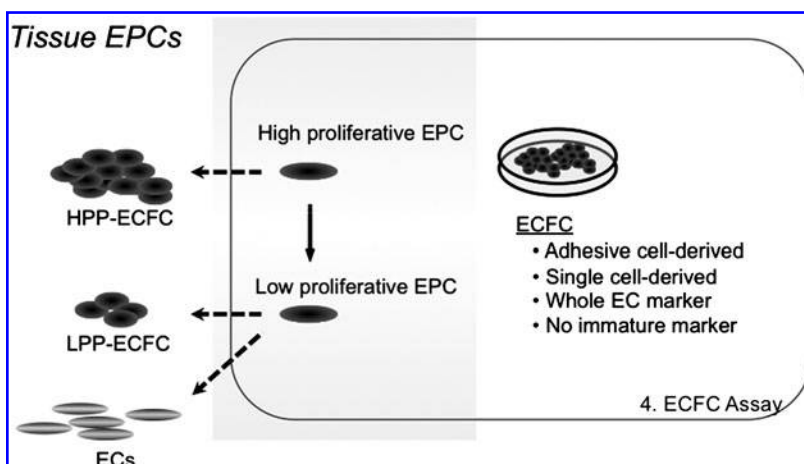 Tissue EPCs
High proliferative EPC
HPP-ECFC
Low proliferative EPC
LPP-ECFC
ECs
ECFC
• Adhesive cell-derived
• Single cell-derived
• Whole EC marker
• No immature marker
4. ECFC Assay